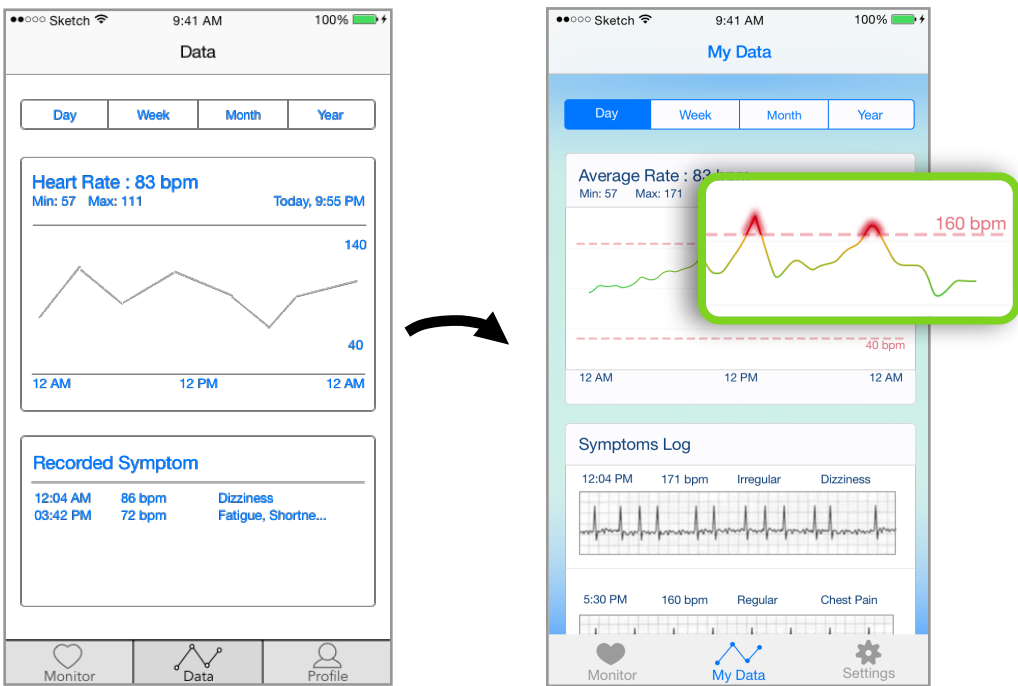 Sketch 9:41 AM 100%
Data
Day Week Month Year
Heart Rate : 83 bpm
Min: 57 Max: 111 Today, 9:55 PM
140
40
12 AM 12 PM 12 AM
Recorded Symptom
12:04 AM 86 bpm Dizziness
03:42 PM 72 bpm Fatigue, Shortne...
Monitor Data Profile
Sketch 9:41 AM 100%
My Data
Day Week Month Year
Average Rate : 83 bpm
Min: 57 Max: 171
160 bpm
40 bpm
12 AM 12 PM 12 AM
Symptoms Log
12:04 PM 171 bpm Irregular Dizziness
5:30 PM 160 bpm Regular Chest Pain
Monitor My Data Settings